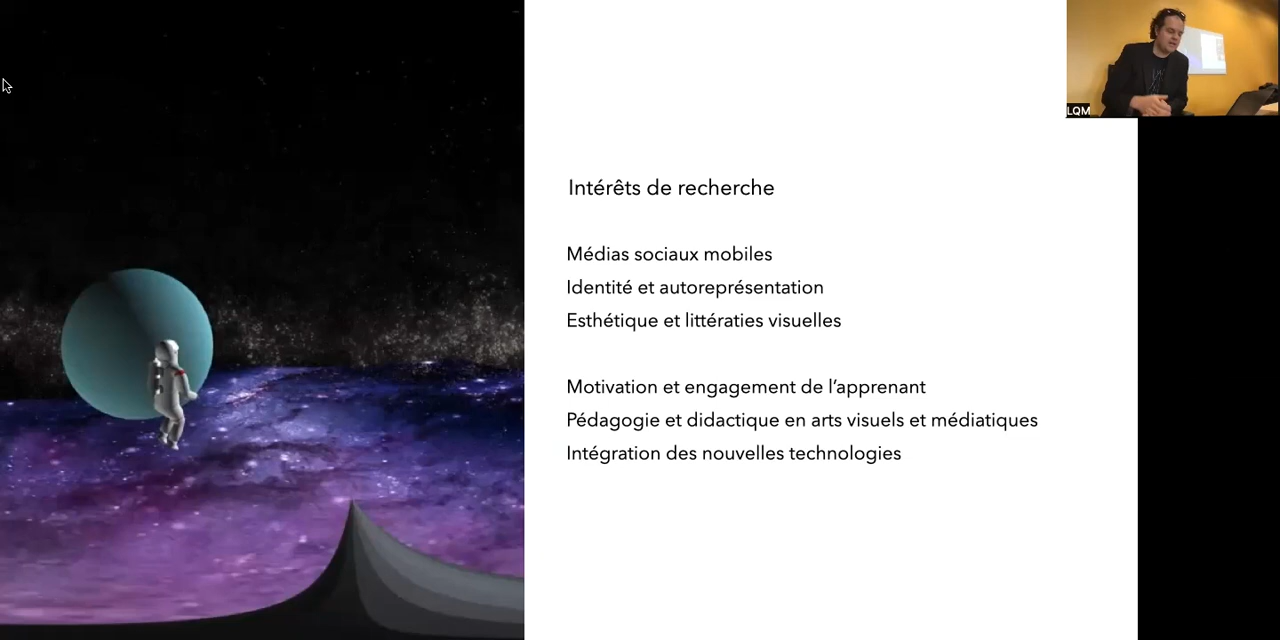 LQM
Intérêts de recherche
Médias sociaux mobiles
Identité et autoreprésentation
Esthétique et littératies visuelles
Motivation et engagement de l’apprenant
Pédagogie et didactique en arts visuels et médiatiques
Intégration des nouvelles technologies